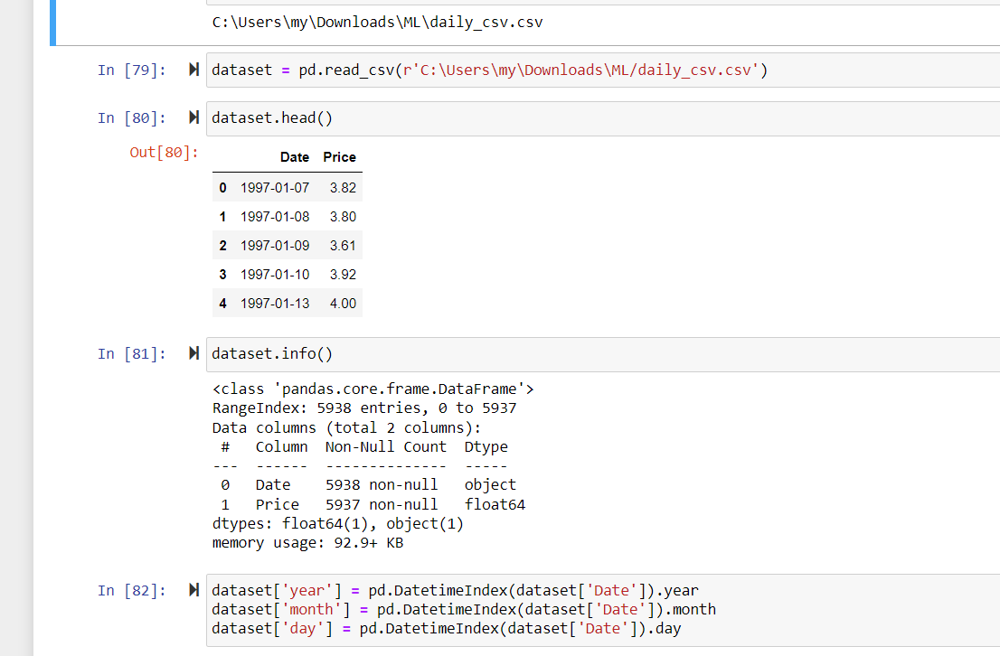 C:\Users\my\Downloads\ML\daily_csv.csv
In [79]: dataset = pd.read_csv(r'C:\Users\my\Downloads\ML/daily_csv.csv')
In [80]: dataset.head()
Out[80]:
Date Price
0 1997-01-07 3.82
1 1997-01-08 3.80
2 1997-01-09 3.61
3 1997-01-10 3.92
4 1997-01-13 4.00
In [81]: dataset.info()
<class 'pandas.core.frame.DataFrame'>
RangeIndex: 5938 entries, 0 to 5937
Data columns (total 2 columns):
 #   Column  Non-Null Count  Dtype
---  ------  --------------  -----
 0   Date    5938 non-null   object
 1   Price   5937 non-null   float64
dtypes: float64(1), object(1)
memory usage: 92.9+ KB
In [82]: dataset['year'] = pd.DatetimeIndex(dataset['Date']).year
dataset['month'] = pd.DatetimeIndex(dataset['Date']).month
dataset['day'] = pd.DatetimeIndex(dataset['Date']).day